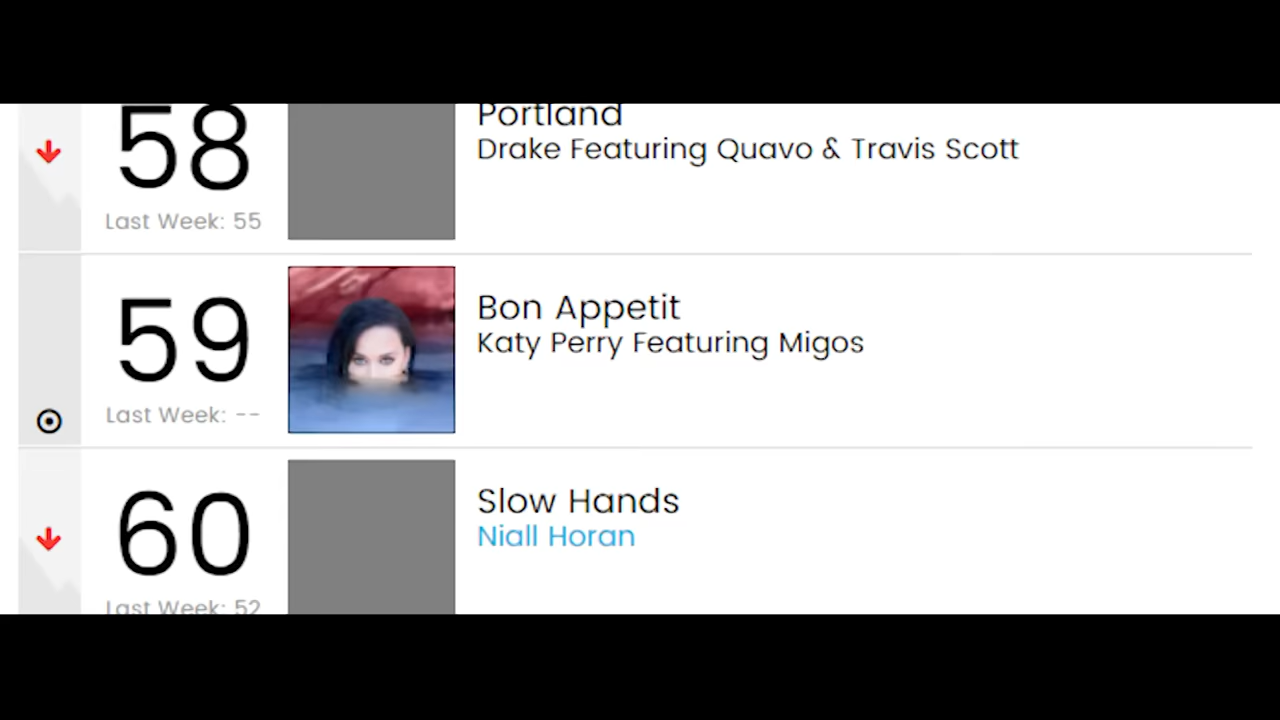 58
Last Week: 55
Portland
Drake Featuring Quavo & Travis Scott
59
Last Week: --
Bon Appetit
Katy Perry Featuring Migos
60
Last Week: 52
Slow Hands
Niall Horan